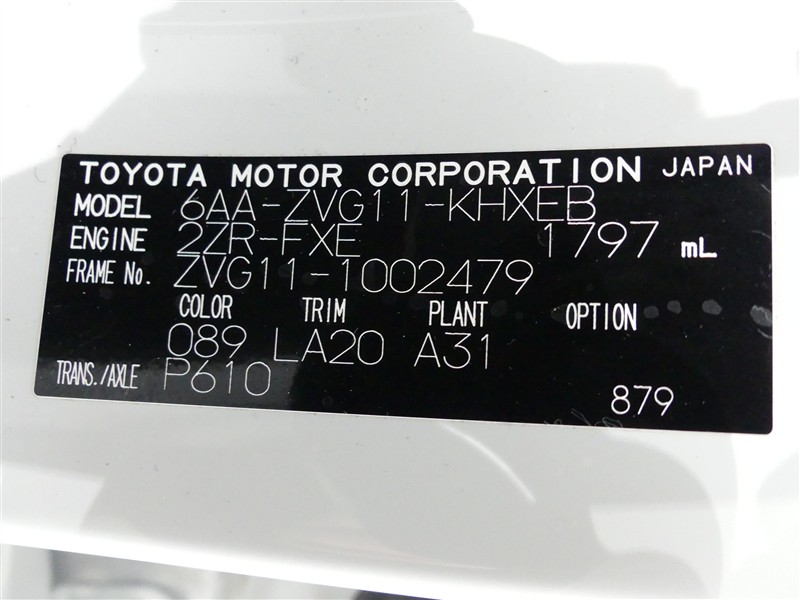 TOYOTA MOTOR CORPORATION JAPAN
MODEL 6AA-ZVG11-KHXEB
ENGINE 2ZR-FXE 1797 mL
FRAME No. ZVG11-1002479
COLOR TRIM PLANT OPTION
089 LA20 A31
TRANS./AXLE P610
879